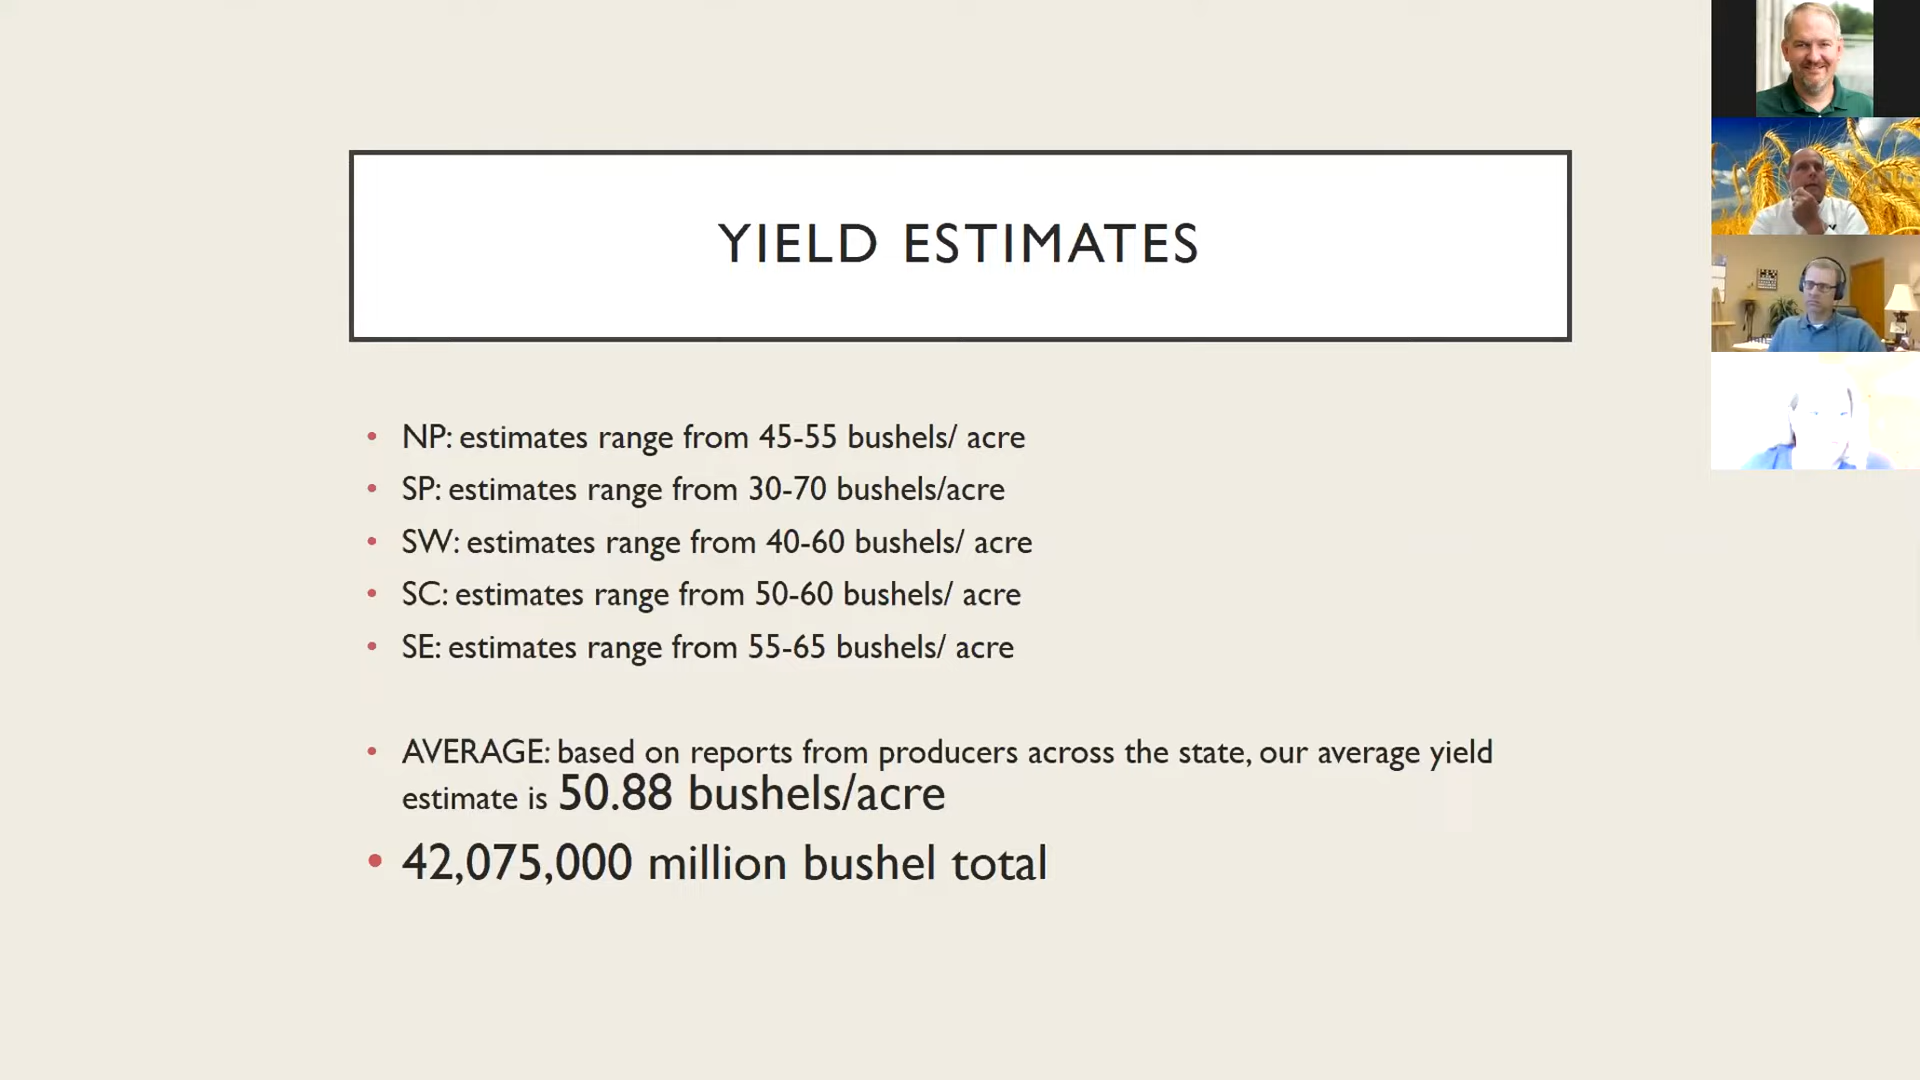 YIELD ESTIMATES
• NP: estimates range from 45-55 bushels/ acre
• SP: estimates range from 30-70 bushels/acre
• SW: estimates range from 40-60 bushels/ acre
• SC: estimates range from 50-60 bushels/ acre
• SE: estimates range from 55-65 bushels/ acre
• AVERAGE: based on reports from producers across the state, our average yield
estimate is 50.88 bushels/acre
• 42,075,000 million bushel total